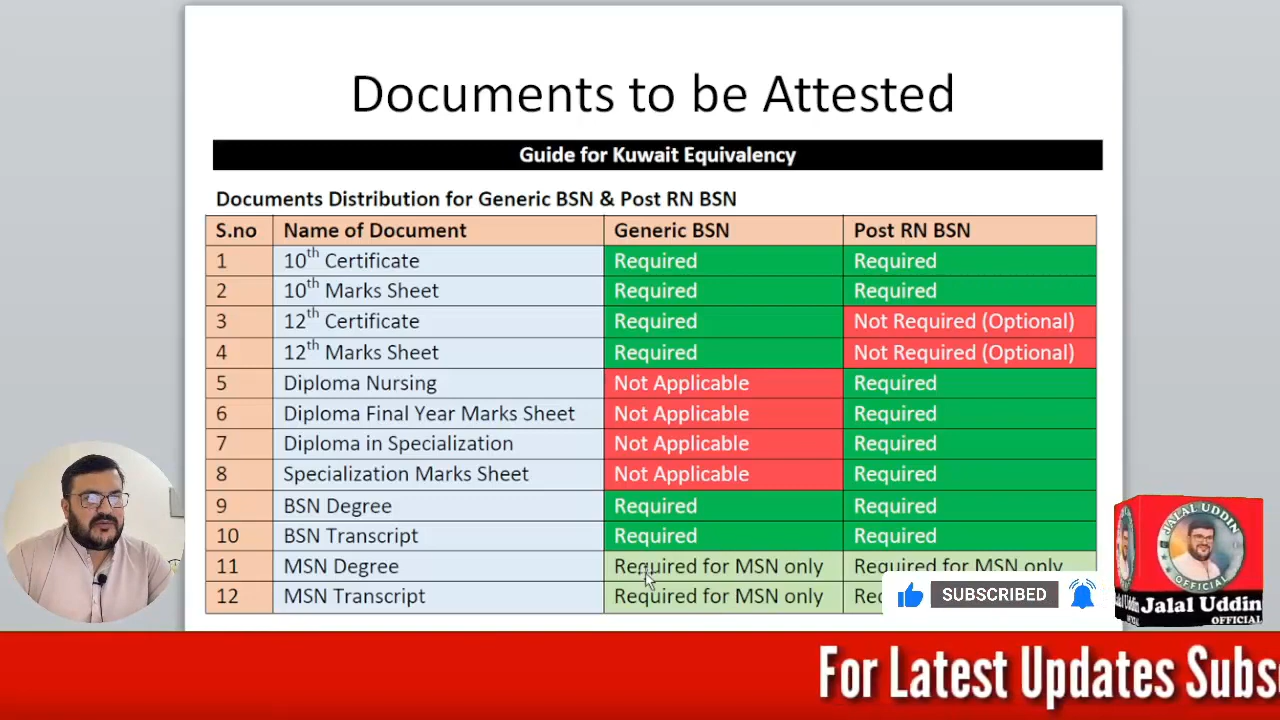 Documents to be Attested
Guide for Kuwait Equivalency
Documents Distribution for Generic BSN & Post RN BSN
S.no Name of Document Generic BSN Post RN BSN
1 10th Certificate Required Required
2 10th Marks Sheet Required Required
3 12th Certificate Required Not Required (Optional)
4 12th Marks Sheet Required Not Required (Optional)
5 Diploma Nursing Not Applicable Required
6 Diploma Final Year Marks Sheet Not Applicable Required
7 Diploma in Specialization Not Applicable Required
8 Specialization Marks Sheet Not Applicable Required
9 BSN Degree Required Required
10 BSN Transcript Required Required
11 MSN Degree Required for MSN only Required for MSN only
12 MSN Transcript Required for MSN only
SUBSCRIBED
JALAL UDDIN
OFFICIAL
Jalal Uddin
OFFICIAL
For Latest Updates Subs